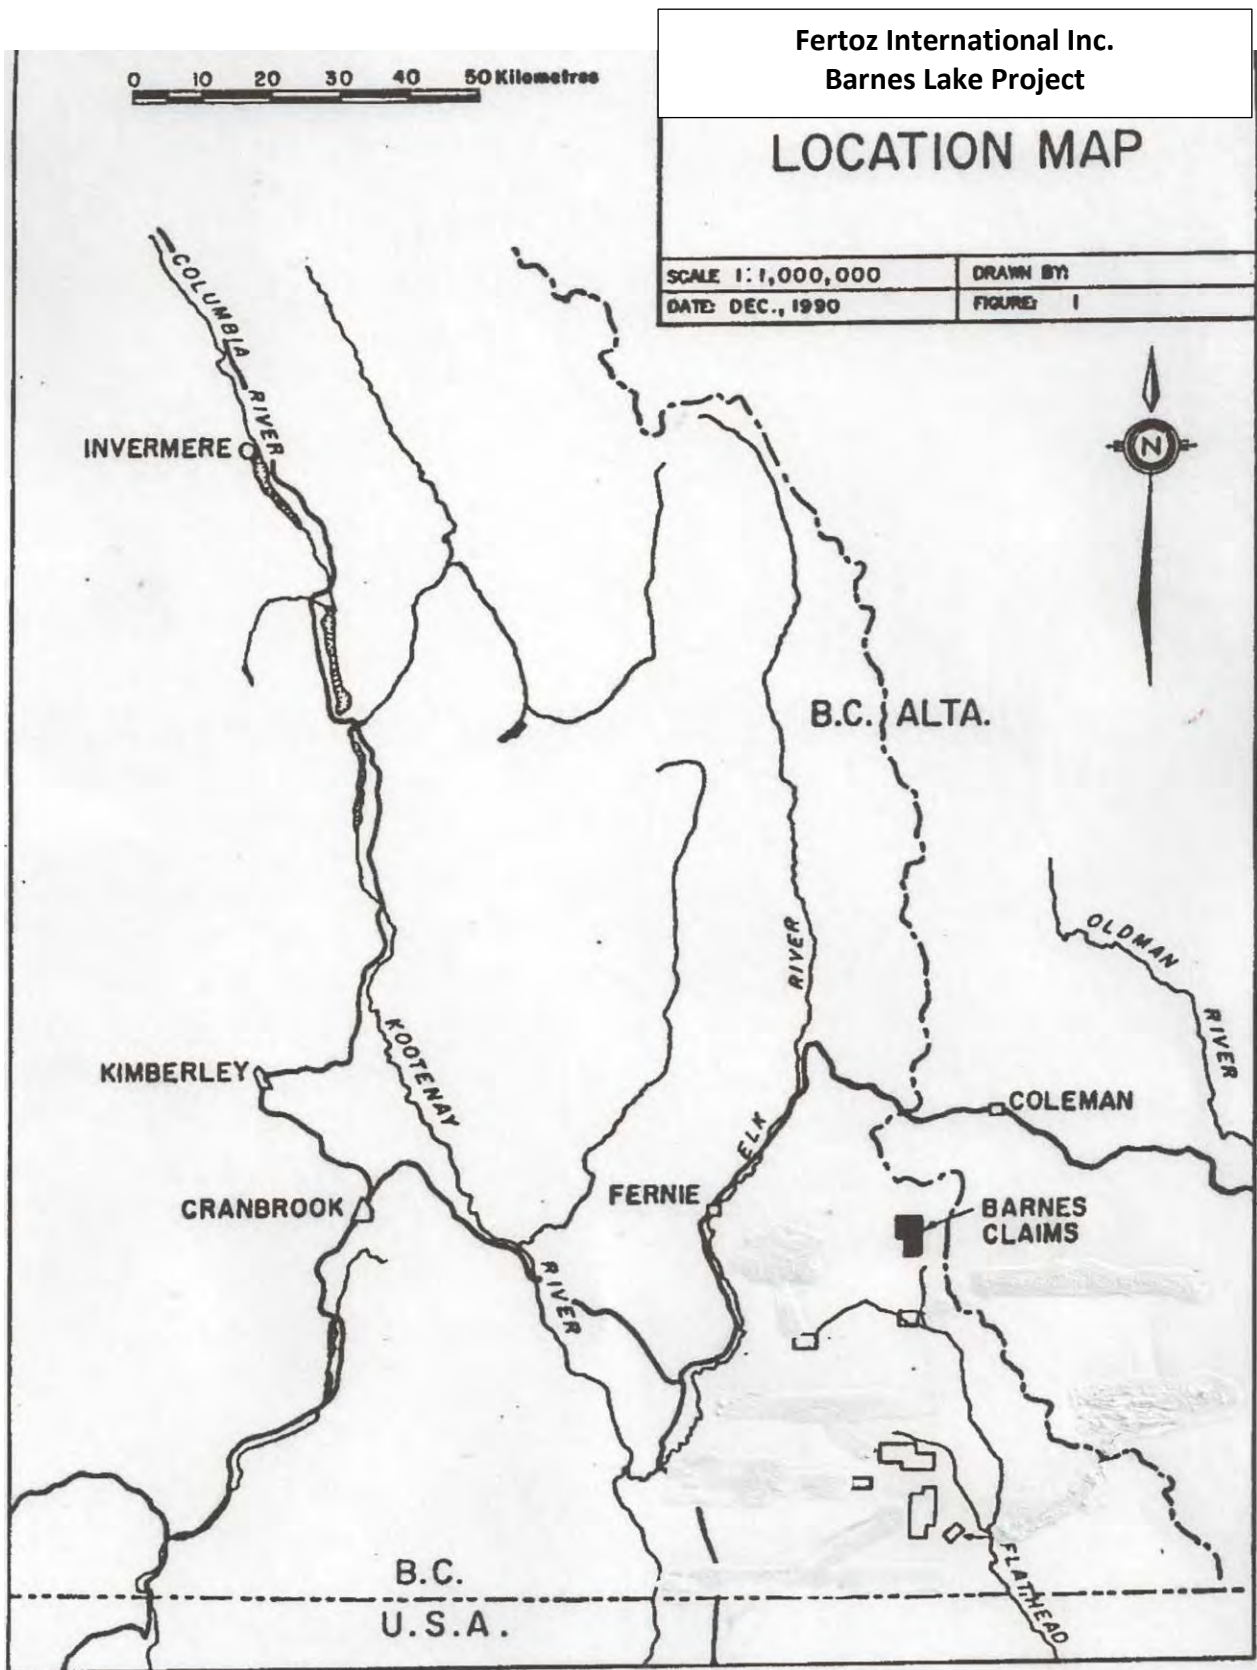 Fertoz International Inc.
Barnes Lake Project
0 10 20 30 40 50 Kilometres
LOCATION MAP
SCALE 1:1,000,000
DRAWN BY:
DATE: DEC., 1990
FIGURE: 1
COLUMBIA RIVER
INVERMERE
N
B.C. ALTA.
OLDMAN RIVER
ELK RIVER
KOOTENAY RIVER
KIMBERLEY
COLEMAN
CRANBROOK
FERNIE
BARNES
CLAIMS
FLATHEAD
B.C.
U.S.A.